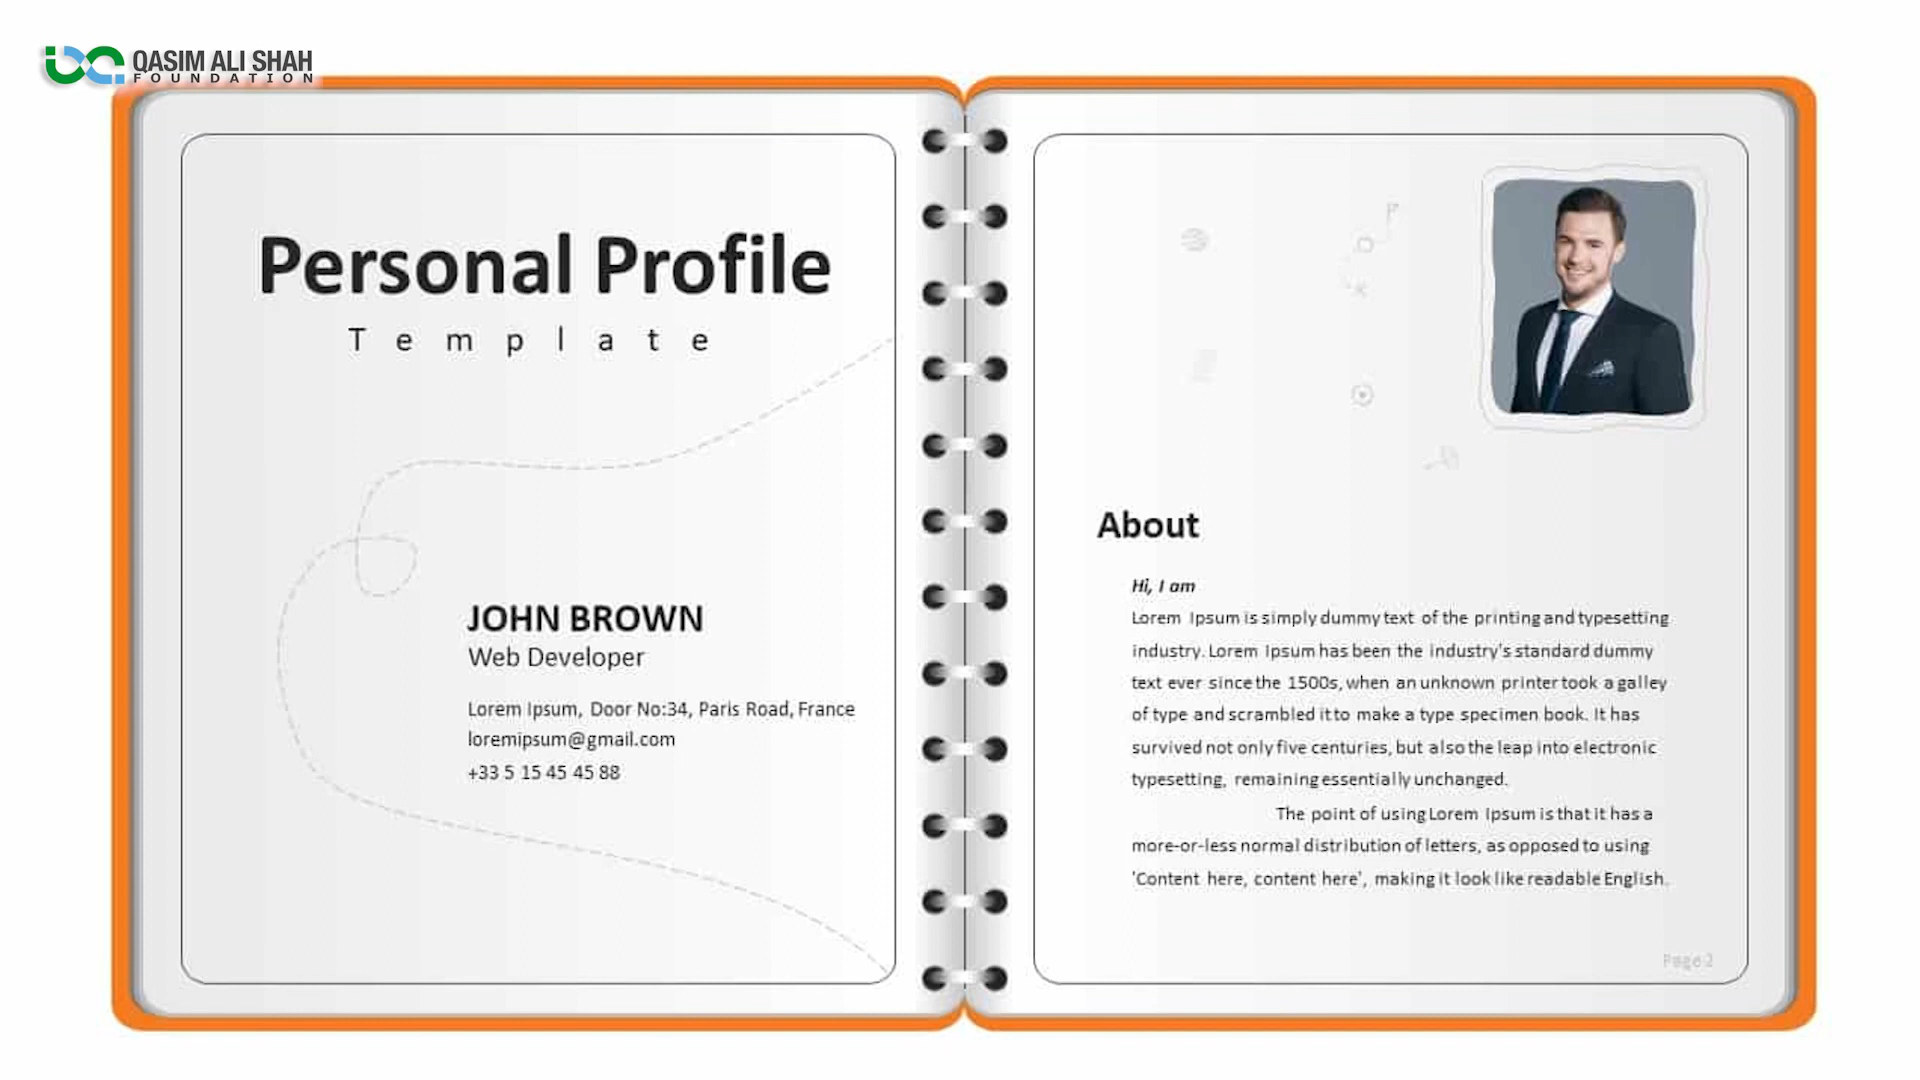 QASIM ALI SHAH
FOUNDATION
Personal Profile
Template
JOHN BROWN
Web Developer
Lorem Ipsum, Door No:34, Paris Road, France
loremipsum@gmail.com
+33 5 15 45 45 88
About
Hi, I am
Lorem Ipsum is simply dummy text of the printing and typesetting
industry. Lorem Ipsum has been the industry's standard dummy
text ever since the 1500s, when an unknown printer took a galley
of type and scrambled it to make a type specimen book. It has
survived not only five centuries, but also the leap into electronic
typesetting, remaining essentially unchanged.
The point of using Lorem Ipsum is that it has a
more-or-less normal distribution of letters, as opposed to using
'Content here, content here', making it look like readable English.
Page 2